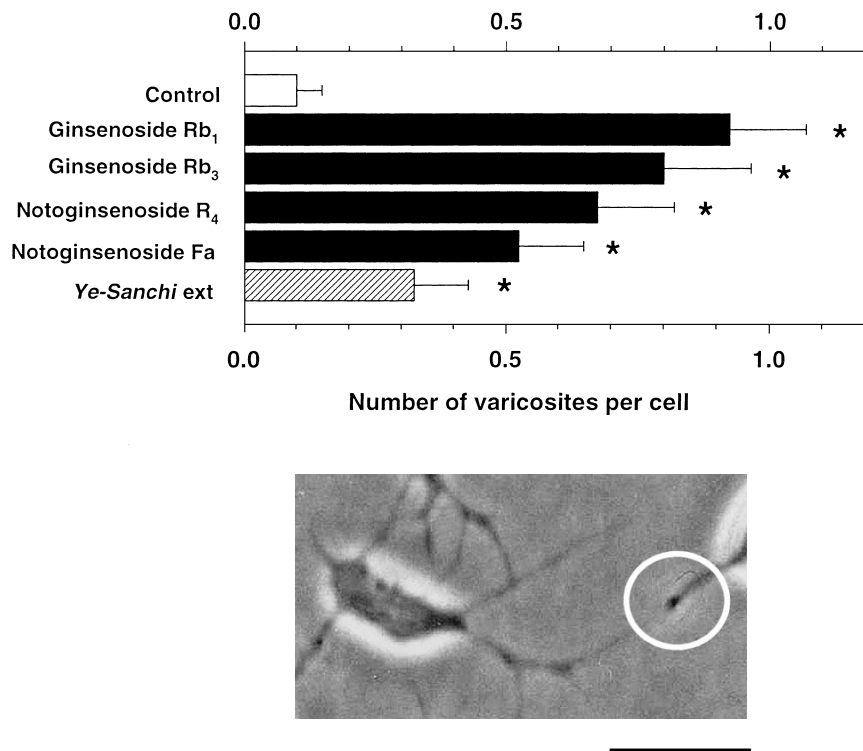 0.0 0.5 1.0
Control
Ginsenoside Rb1
*
Ginsenoside Rb3
*
Notoginsenoside R4
*
Notoginsenoside Fa
*
Ye-Sanchi ext
*
0.0 0.5 1.0
Number of varicosites per cell